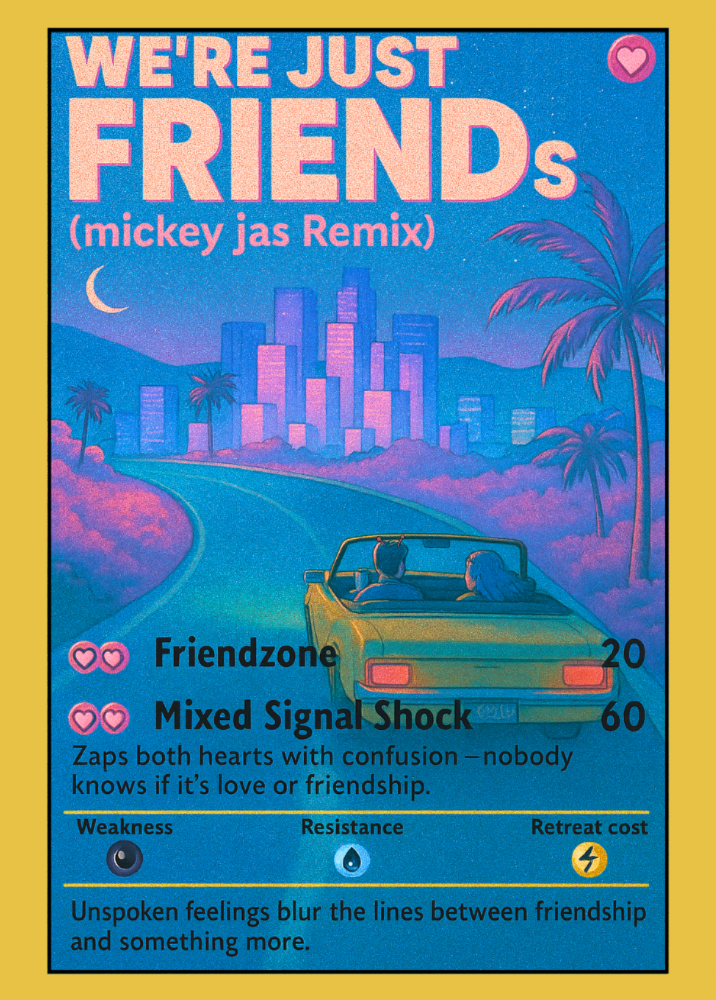 WE'RE JUST
FRIENDs
(mickey jas Remix)
Friendzone 20
Mixed Signal Shock 60
Zaps both hearts with confusion – nobody
knows if it's love or friendship.
Weakness Resistance Retreat cost
Unspoken feelings blur the lines between friendship
and something more.